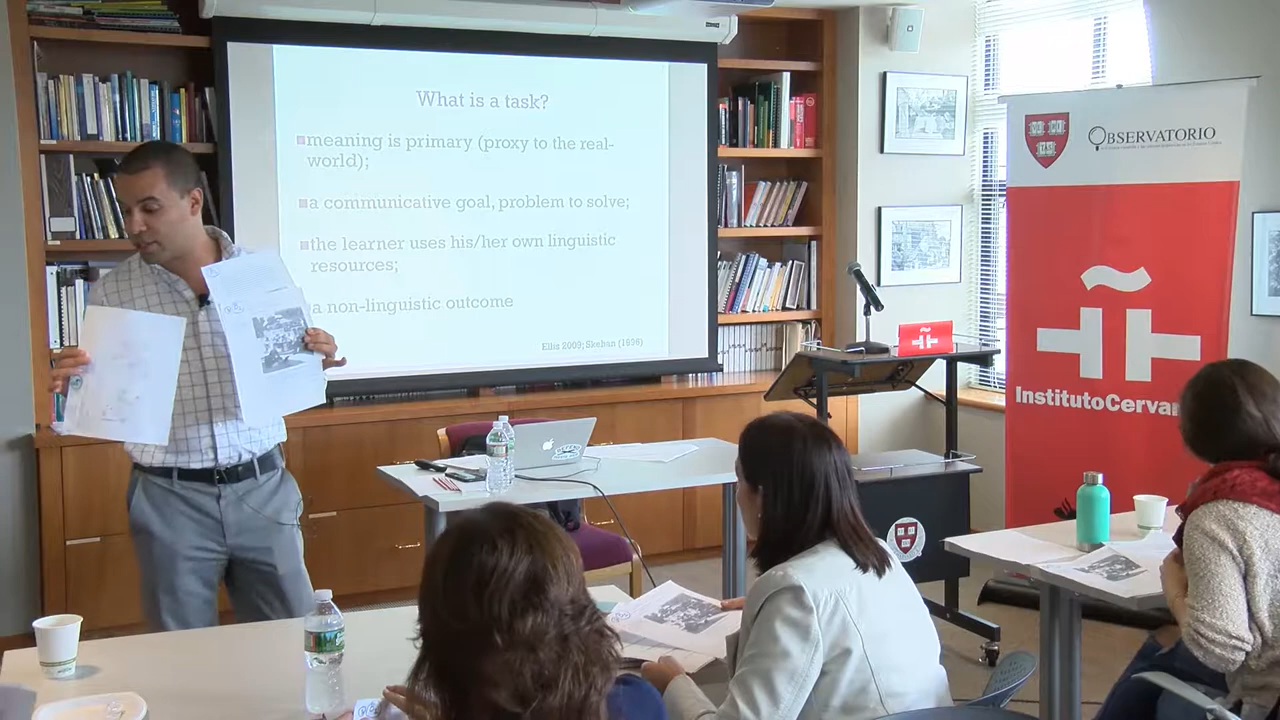 What is a task?
meaning is primary (proxy to the real-
world);
a communicative goal, problem to solve;
the learner uses his/her own linguistic
resources;
a non-linguistic outcome
Ellis 2009; Skehan (1996)
OBSERVATORIO
InstitutoCervan